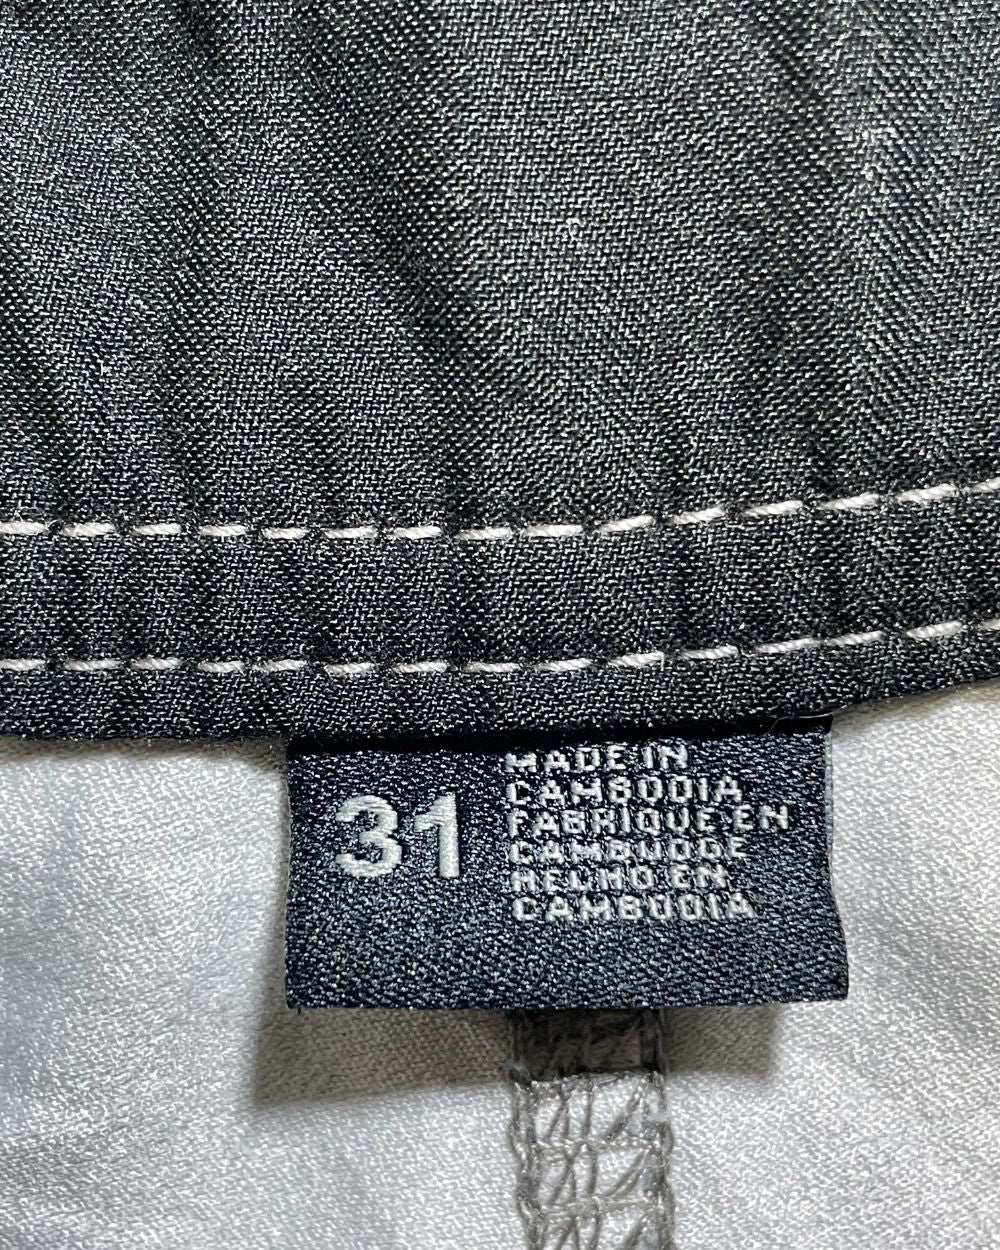 31
MADE IN
CAMBODIA
FABRIQUE EN
CAMBODGE
HECHO EN
CAMBODIA